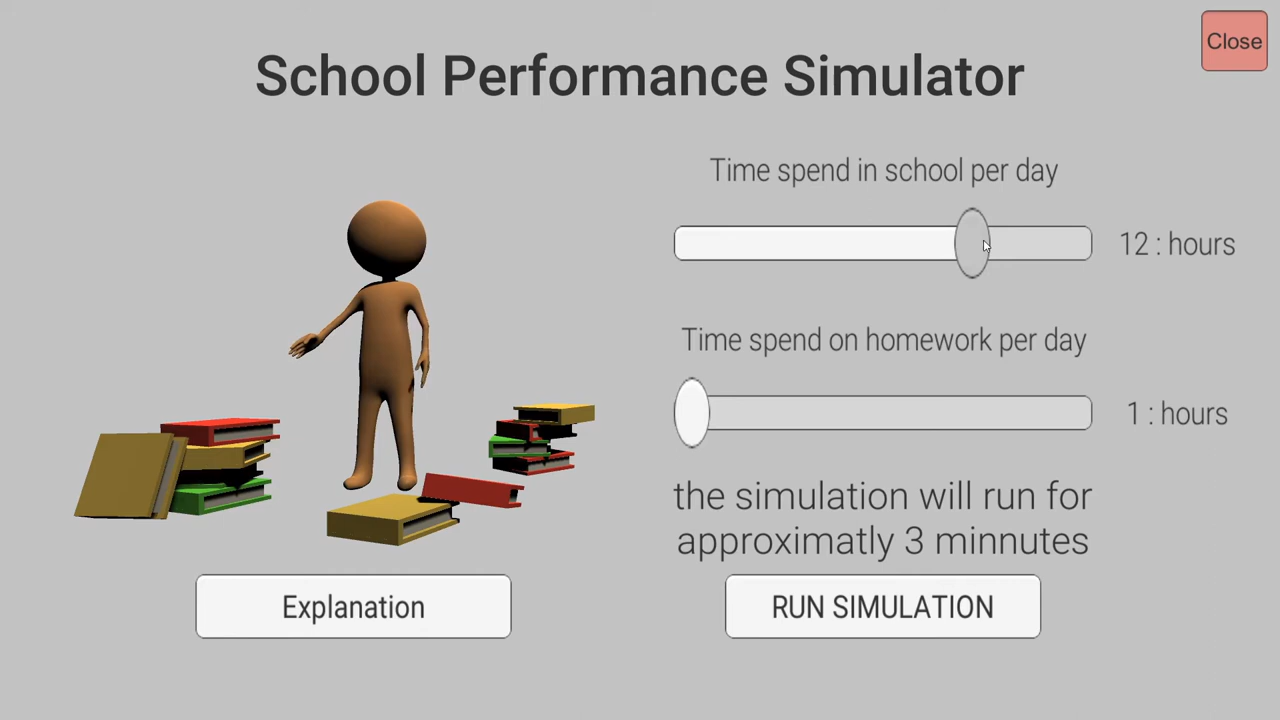 Close
School Performance Simulator
Time spend in school per day
12 : hours
Time spend on homework per day
1 : hours
the simulation will run for
approximatly 3 minnutes
Explanation
RUN SIMULATION